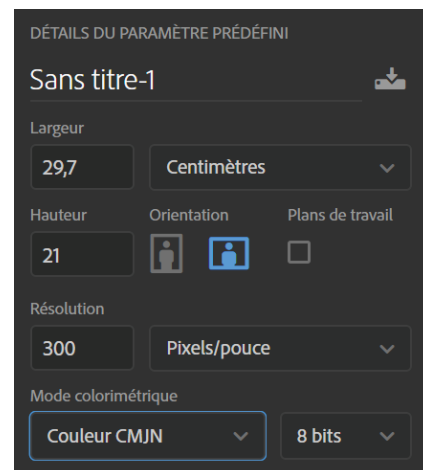 DÉTAILS DU PARAMÈTRE PRÉDÉFINI
Sans titre-1
Largeur
29,7 Centimètres
Hauteur Orientation Plans de travail
21
Résolution
300 Pixels/pouce
Mode colorimétrique
Couleur CMJN 8 bits